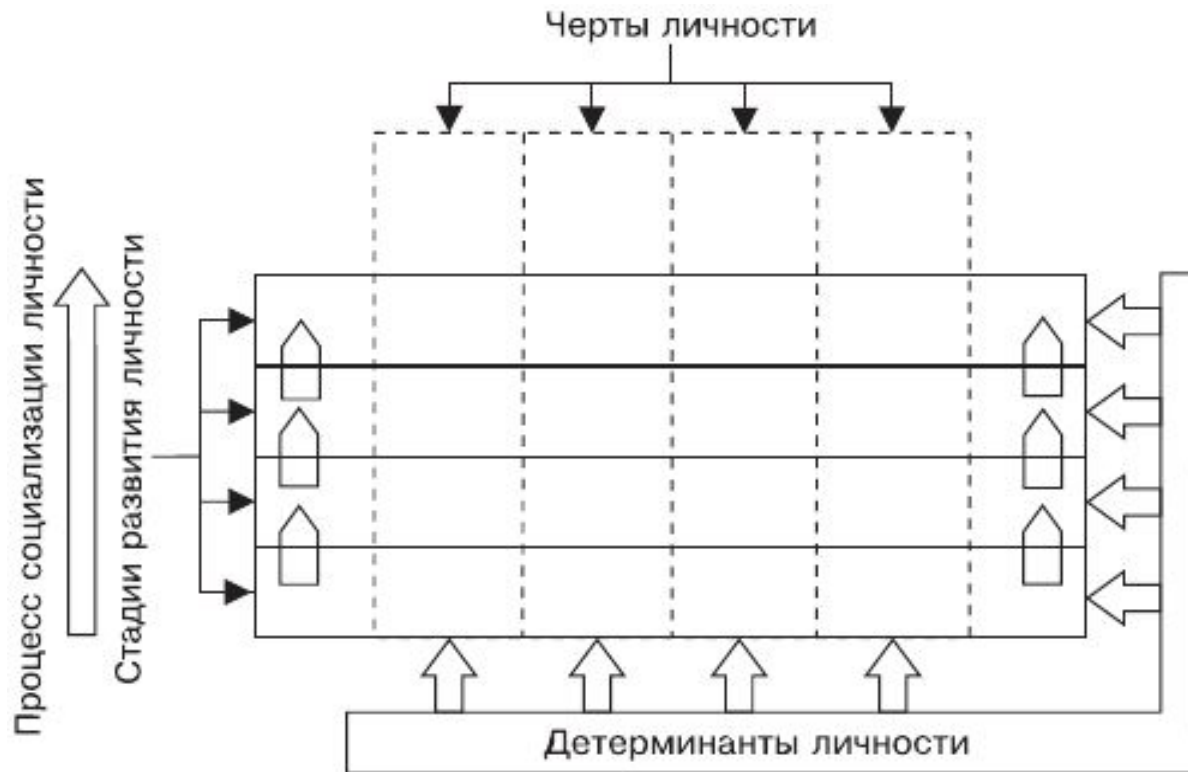 Черты личности
Процесс социализации личности
Стадии развития личности
Детерминанты личности